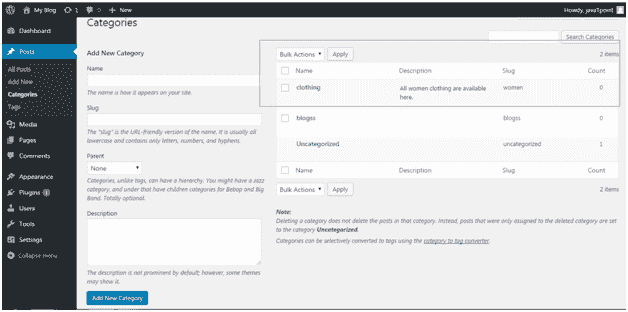 My Blog 1 0 + New Howdy, javaTpoint
Dashboard
Posts
All Posts
Add New
Categories
Tags
Media
Pages
Comments
Appearance
Plugins 1
Users
Tools
Settings
Collapse menu
Categories
Search Categories
Add New Category
Name
The name is how it appears on your site.
Slug
The "slug" is the URL-friendly version of the name. It is usually all
lowercase and contains only letters, numbers, and hyphens.
Parent
None
Categories, unlike tags, can have a hierarchy. You might have a Jazz
category, and under that have children categories for Bebop and Big
Band. Totally optional.
Description
The description is not prominent by default; however, some themes
may show it.
Add New Category
Bulk Actions Apply 2 items
Name Description Slug Count
clothing All women clothing are available women 0
here.
blogss blogss 0
Uncategorized uncategorized 1
Name Description Slug Count
Bulk Actions Apply 2 items
Note:
Deleting a category does not delete the posts in that category. Instead, posts that were only assigned to the deleted category are set
to the category Uncategorized.
Categories can be selectively converted to tags using the category to tag converter.